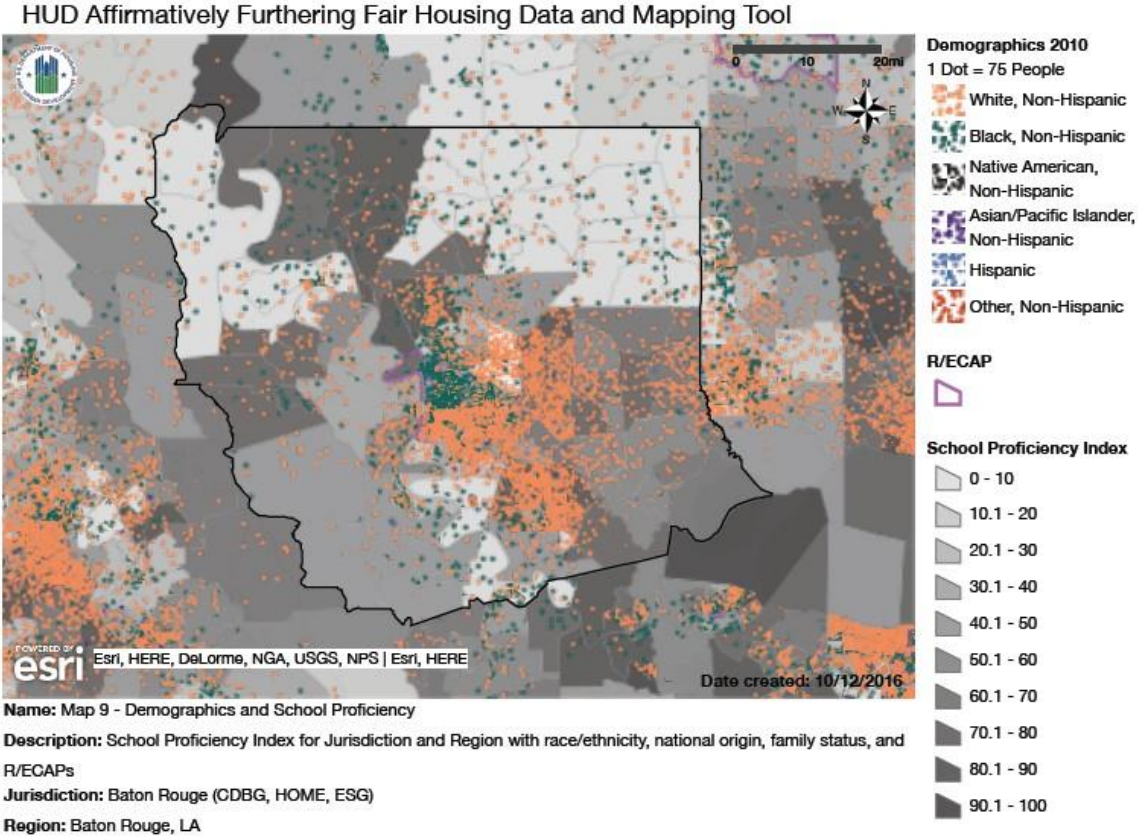 HUD Affirmatively Furthering Fair Housing Data and Mapping Tool
0 10 20mi
N
W E
S
Demographics 2010
1 Dot = 75 People
White, Non-Hispanic
Black, Non-Hispanic
Native American,
Non-Hispanic
Asian/Pacific Islander,
Non-Hispanic
Hispanic
Other, Non-Hispanic
R/ECAP
School Proficiency Index
0 - 10
10.1 - 20
20.1 - 30
30.1 - 40
40.1 - 50
50.1 - 60
60.1 - 70
70.1 - 80
80.1 - 90
90.1 - 100
POWERED BY
esri
Esri, HERE, DeLorme, NGA, USGS, NPS | Esri, HERE
Date created: 10/12/2016
Name: Map 9 - Demographics and School Proficiency
Description: School Proficiency Index for Jurisdiction and Region with race/ethnicity, national origin, family status, and
R/ECAPs
Jurisdiction: Baton Rouge (CDBG, HOME, ESG)
Region: Baton Rouge, LA